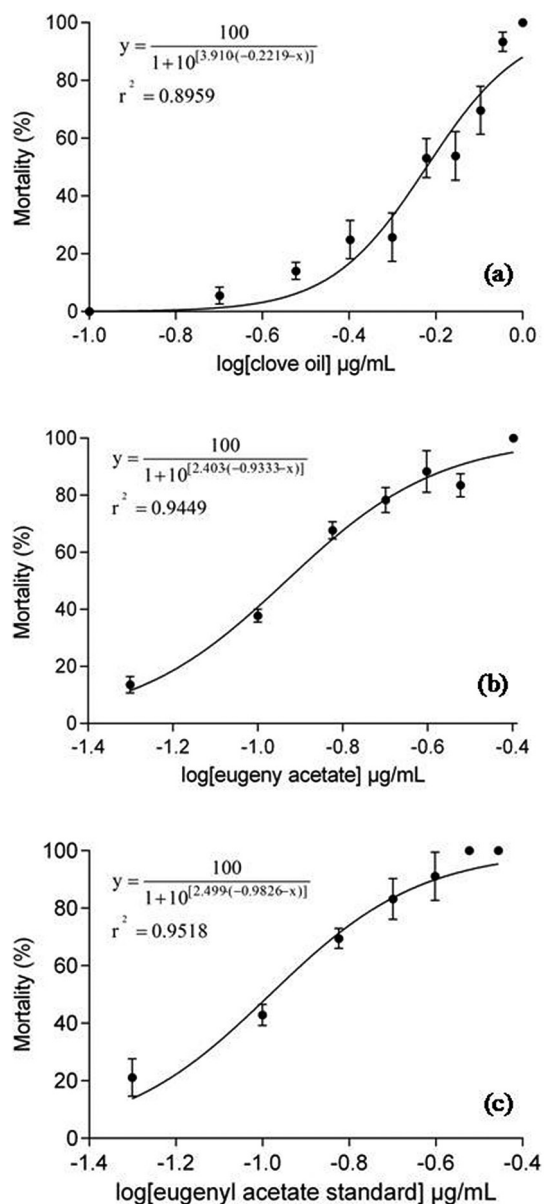 100
80
60
40
20
0
Mortality (%)
y = 100
1+10[3.910(-0.2219-x)]
r2 = 0.8959
(a)
-1.0 -0.8 -0.6 -0.4 -0.2 0.0
log[clove oil] µg/mL
100
80
60
40
20
0
Mortality (%)
y = 100
1+10[2.403(-0.9333-x)]
r2 = 0.9449
(b)
-1.4 -1.2 -1.0 -0.8 -0.6 -0.4
log[eugeny acetate] µg/mL
100
80
60
40
20
0
Mortality (%)
y = 100
1+10[2.499(-0.9826-x)]
r2 = 0.9518
(c)
-1.4 -1.2 -1.0 -0.8 -0.6 -0.4
log[eugenyl acetate standard] µg/mL